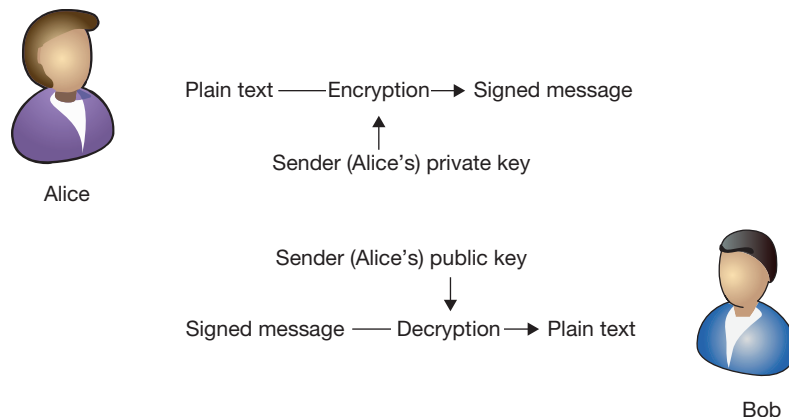 Plain text Encryption Signed message
Sender (Alice's) private key
Alice
Sender (Alice's) public key
Signed message Decryption Plain text
Bob